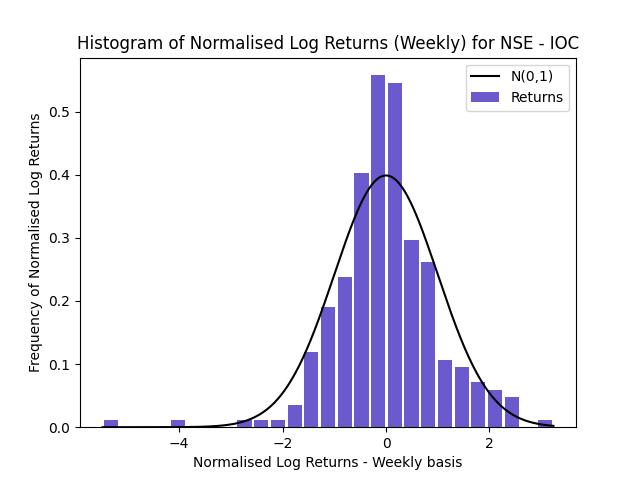 Histogram of Normalised Log Returns (Weekly) for NSE - IOC
N(0,1)
Returns
Frequency of Normalised Log Returns
0.5
0.4
0.3
0.2
0.1
0.0
−4
−2
0
2
Normalised Log Returns - Weekly basis